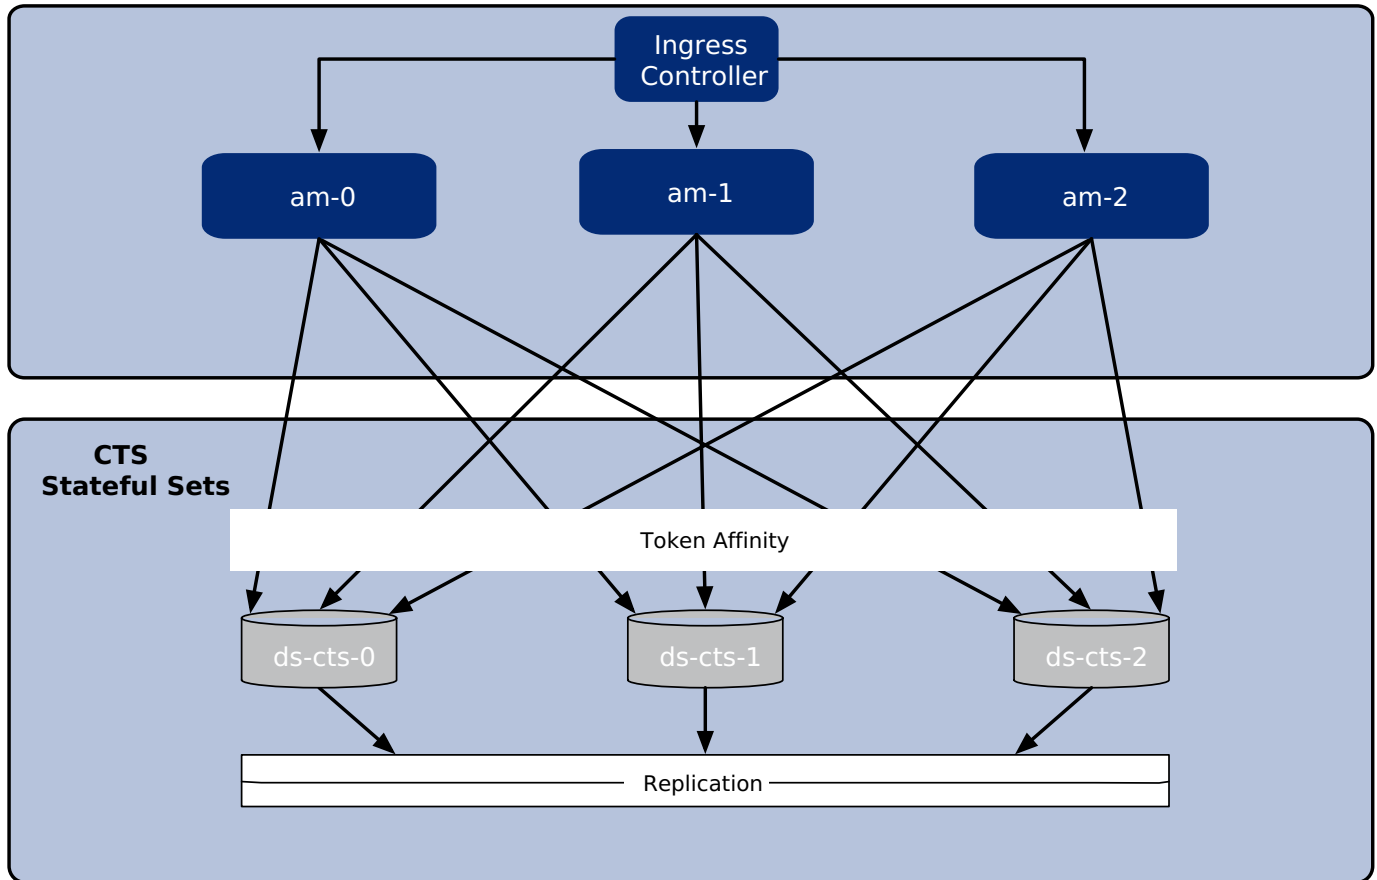 Ingress
Controller
am-0
am-1
am-2
CTS
Stateful Sets
Token Affinity
ds-cts-0
ds-cts-1
ds-cts-2
Replication